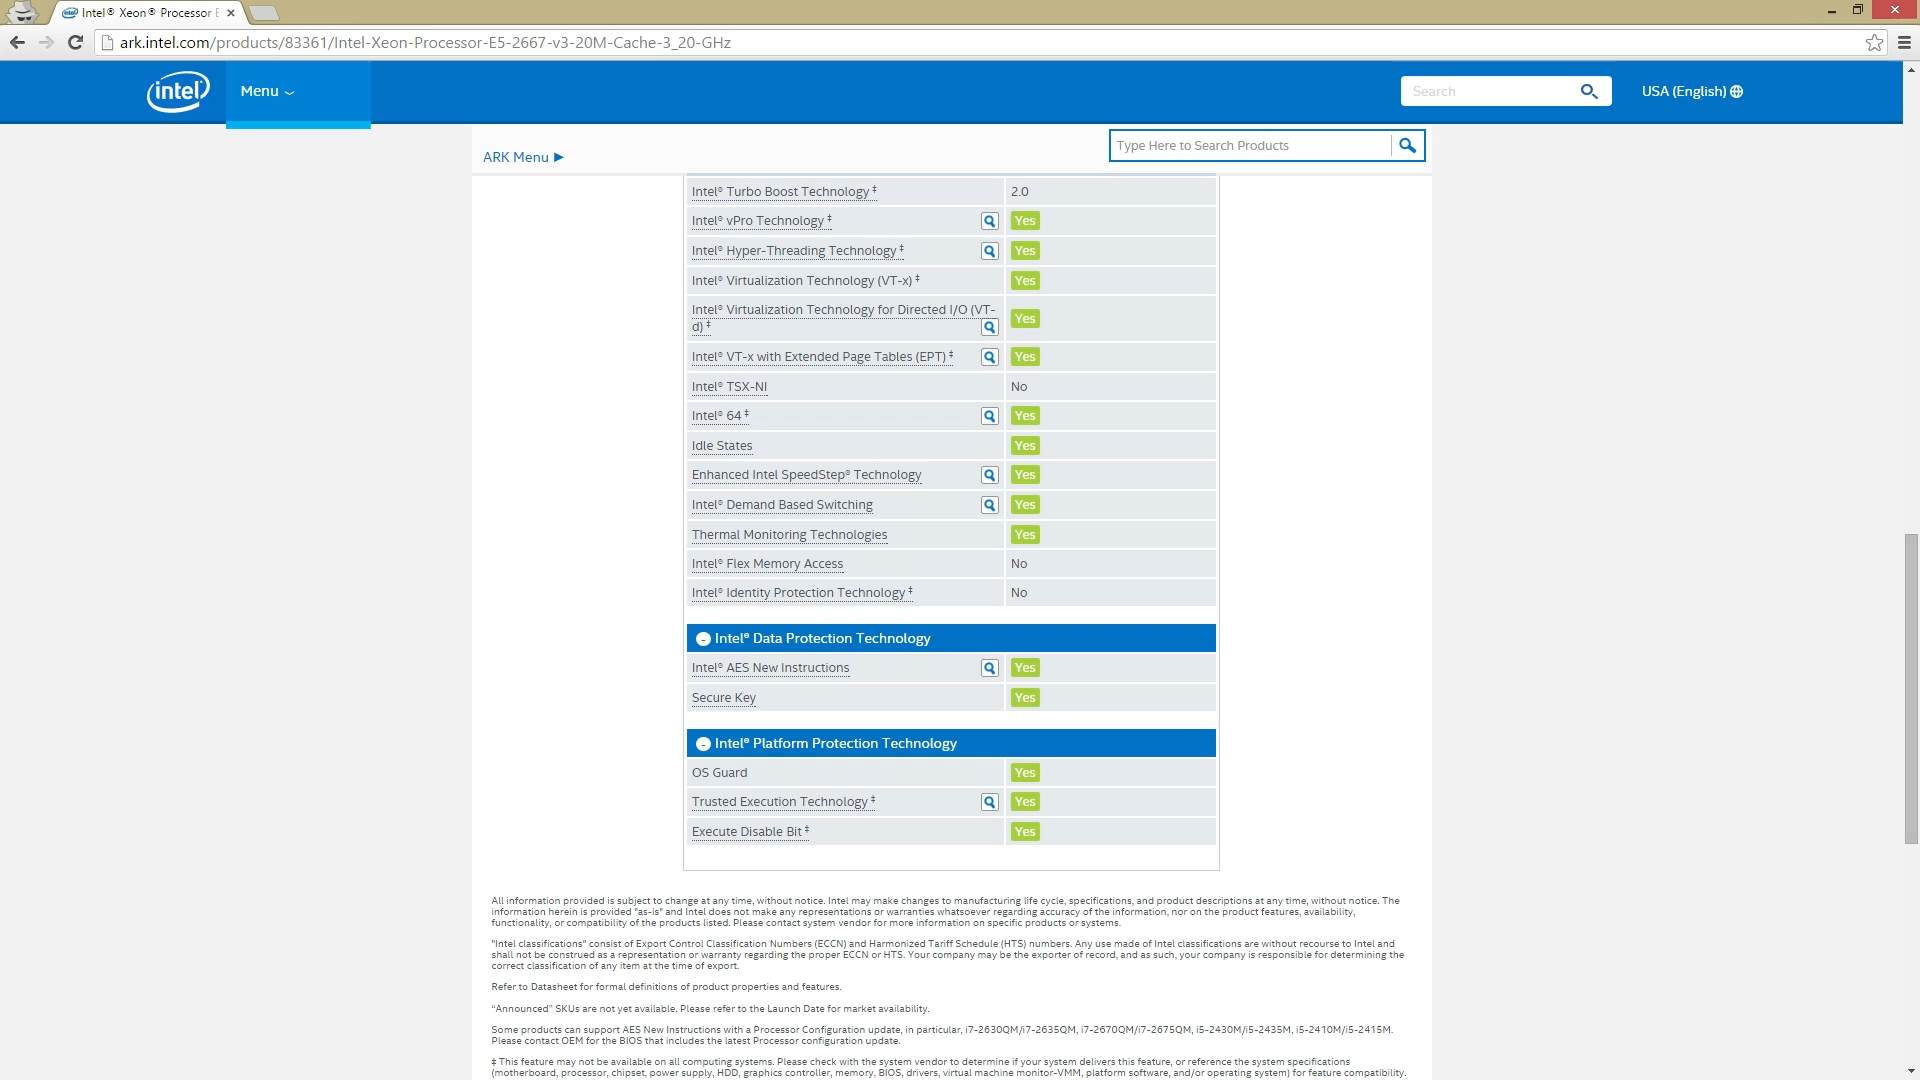 Intel® Xeon® Processor E
ark.intel.com/products/83361/Intel-Xeon-Processor-E5-2667-v3-20M-Cache-3_20-GHz
intel
Menu
Search
USA (English)
ARK Menu ▶
Type Here to Search Products
Intel® Turbo Boost Technology ‡ 2.0
Intel® vPro Technology ‡ Yes
Intel® Hyper-Threading Technology ‡ Yes
Intel® Virtualization Technology (VT-x) ‡ Yes
Intel® Virtualization Technology for Directed I/O (VT-
d) ‡ Yes
Intel® VT-x with Extended Page Tables (EPT) ‡ Yes
Intel® TSX-NI No
Intel® 64 ‡ Yes
Idle States Yes
Enhanced Intel SpeedStep® Technology Yes
Intel® Demand Based Switching Yes
Thermal Monitoring Technologies Yes
Intel® Flex Memory Access No
Intel® Identity Protection Technology ‡ No
- Intel® Data Protection Technology
Intel® AES New Instructions Yes
Secure Key Yes
- Intel® Platform Protection Technology
OS Guard Yes
Trusted Execution Technology ‡ Yes
Execute Disable Bit ‡ Yes
All information provided is subject to change at any time, without notice. Intel may make changes to manufacturing life cycle, specifications, and product descriptions at any time, without notice. The
information herein is provided "as-is" and Intel does not make any representations or warranties whatsoever regarding accuracy of the information, nor on the product features, availability,
functionality, or compatibility of the products listed. Please contact system vendor for more information on specific products or systems.
"Intel classifications" consist of Export Control Classification Numbers (ECCN) and Harmonized Tariff Schedule (HTS) numbers. Any use made of Intel classifications are without recourse to Intel and
shall not be construed as a representation or warranty regarding the proper ECCN or HTS. Your company may be the exporter of record, and as such, your company is responsible for determining the
correct classification of any item at the time of export.
Refer to Datasheet for formal definitions of product properties and features.
“Announced” SKUs are not yet available. Please refer to the Launch Date for market availability.
Some products can support AES New Instructions with a Processor Configuration update, in particular, i7-2630QM/i7-2635QM, i7-2670QM/i7-2675QM, i5-2430M/i5-2435M, i5-2410M/i5-2415M.
Please contact OEM for the BIOS that includes the latest Processor configuration update.
‡ This feature may not be available on all computing systems. Please check with the system vendor to determine if your system delivers this feature, or reference the system specifications
(motherboard, processor, chipset, power supply, HDD, graphics controller, memory, BIOS, drivers, virtual machine monitor-VMM, platform software, and/or operating system) for feature compatibility.